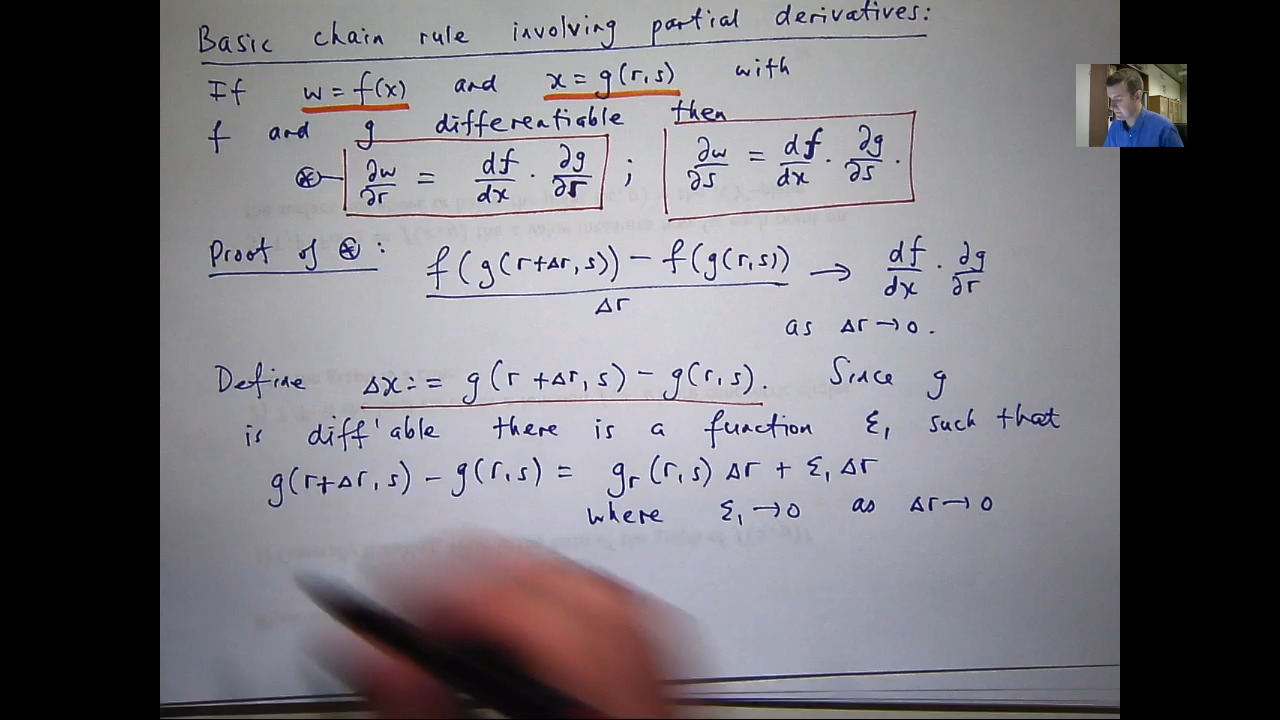 Basic chain rule involving partial derivatives:
If w = f(x) and x = g(r,s) with
f and g differentiable then
⊛ ∂w/∂r = df/dx · ∂g/∂r ; ∂w/∂s = df/dx · ∂g/∂s .
Proof of ⊛ : f(g(r+Δr,s)) − f(g(r,s)) / Δr → df/dx · ∂g/∂r
as Δr → 0 .
Define Δx := g(r+Δr,s) − g(r,s). Since g
is diff'able there is a function ε₁ such that
g(r+Δr,s) − g(r,s) = gᵣ(r,s) Δr + ε₁ Δr
where ε₁ → 0 as Δr → 0